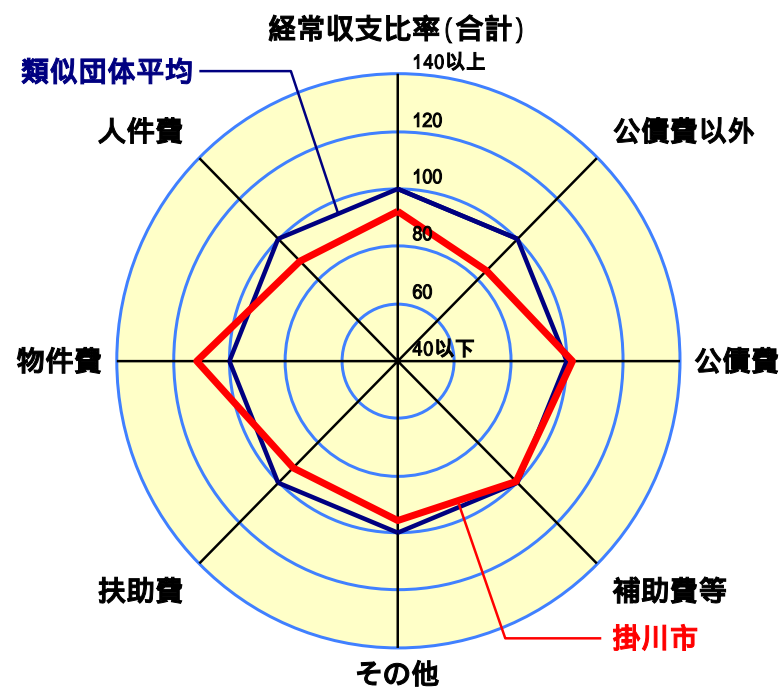 経常収支比率(合計)
類似団体平均
140以上
人件費
120
公債費以外
100
80
60
40以下
物件費
公債費
扶助費
補助費等
掛川市
その他